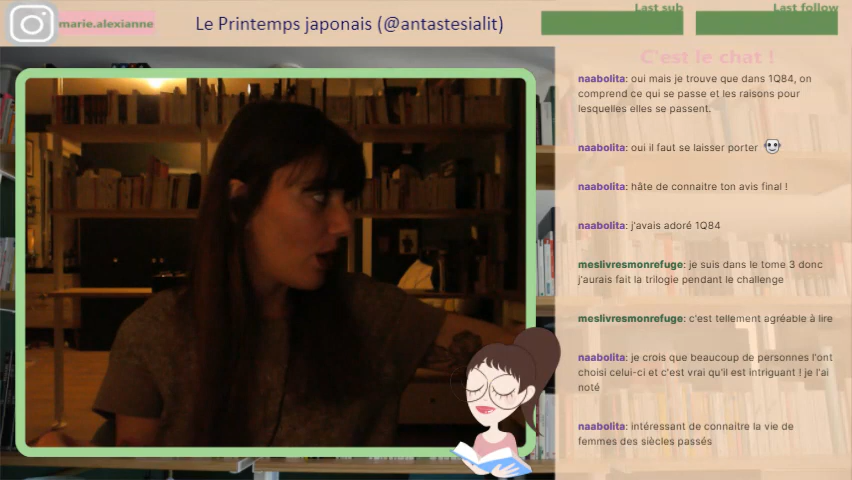 marie.alexianne
Le Printemps japonais (@antastesialit)
Last sub
Last follow
C'est le chat !
naabolita: oui mais je trouve que dans 1Q84, on
comprend ce qui se passe et les raisons pour
lesquelles elles se passent.
naabolita: oui il faut se laisser porter
naabolita: hâte de connaitre ton avis final !
naabolita: j'avais adoré 1Q84
meslivresmonrefuge: je suis dans le tome 3 donc
j'aurais fait la trilogie pendant le challenge
meslivresmonrefuge: c'est tellement agréable à lire
naabolita: je crois que beaucoup de personnes l'ont
choisi celui-ci et c'est vrai qu'il est intriguant ! je l'ai
noté
naabolita: intéressant de connaitre la vie de
femmes des siècles passés